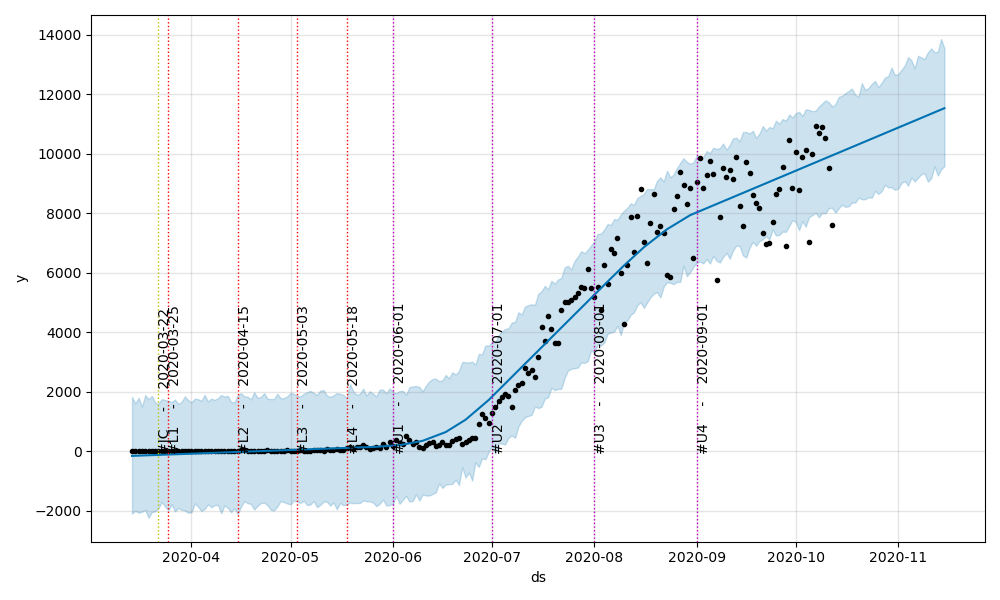 14000
12000
10000
8000
6000
4000
2000
0
−2000
y
#JC - 2020-03-22
#L1 - 2020-03-25
#L2 - 2020-04-15
#L3 - 2020-05-03
#L4 - 2020-05-18
#U1 - 2020-06-01
#U2 - 2020-07-01
#U3 - 2020-08-01
#U4 - 2020-09-01
2020-04
2020-05
2020-06
2020-07
2020-08
2020-09
2020-10
2020-11
ds